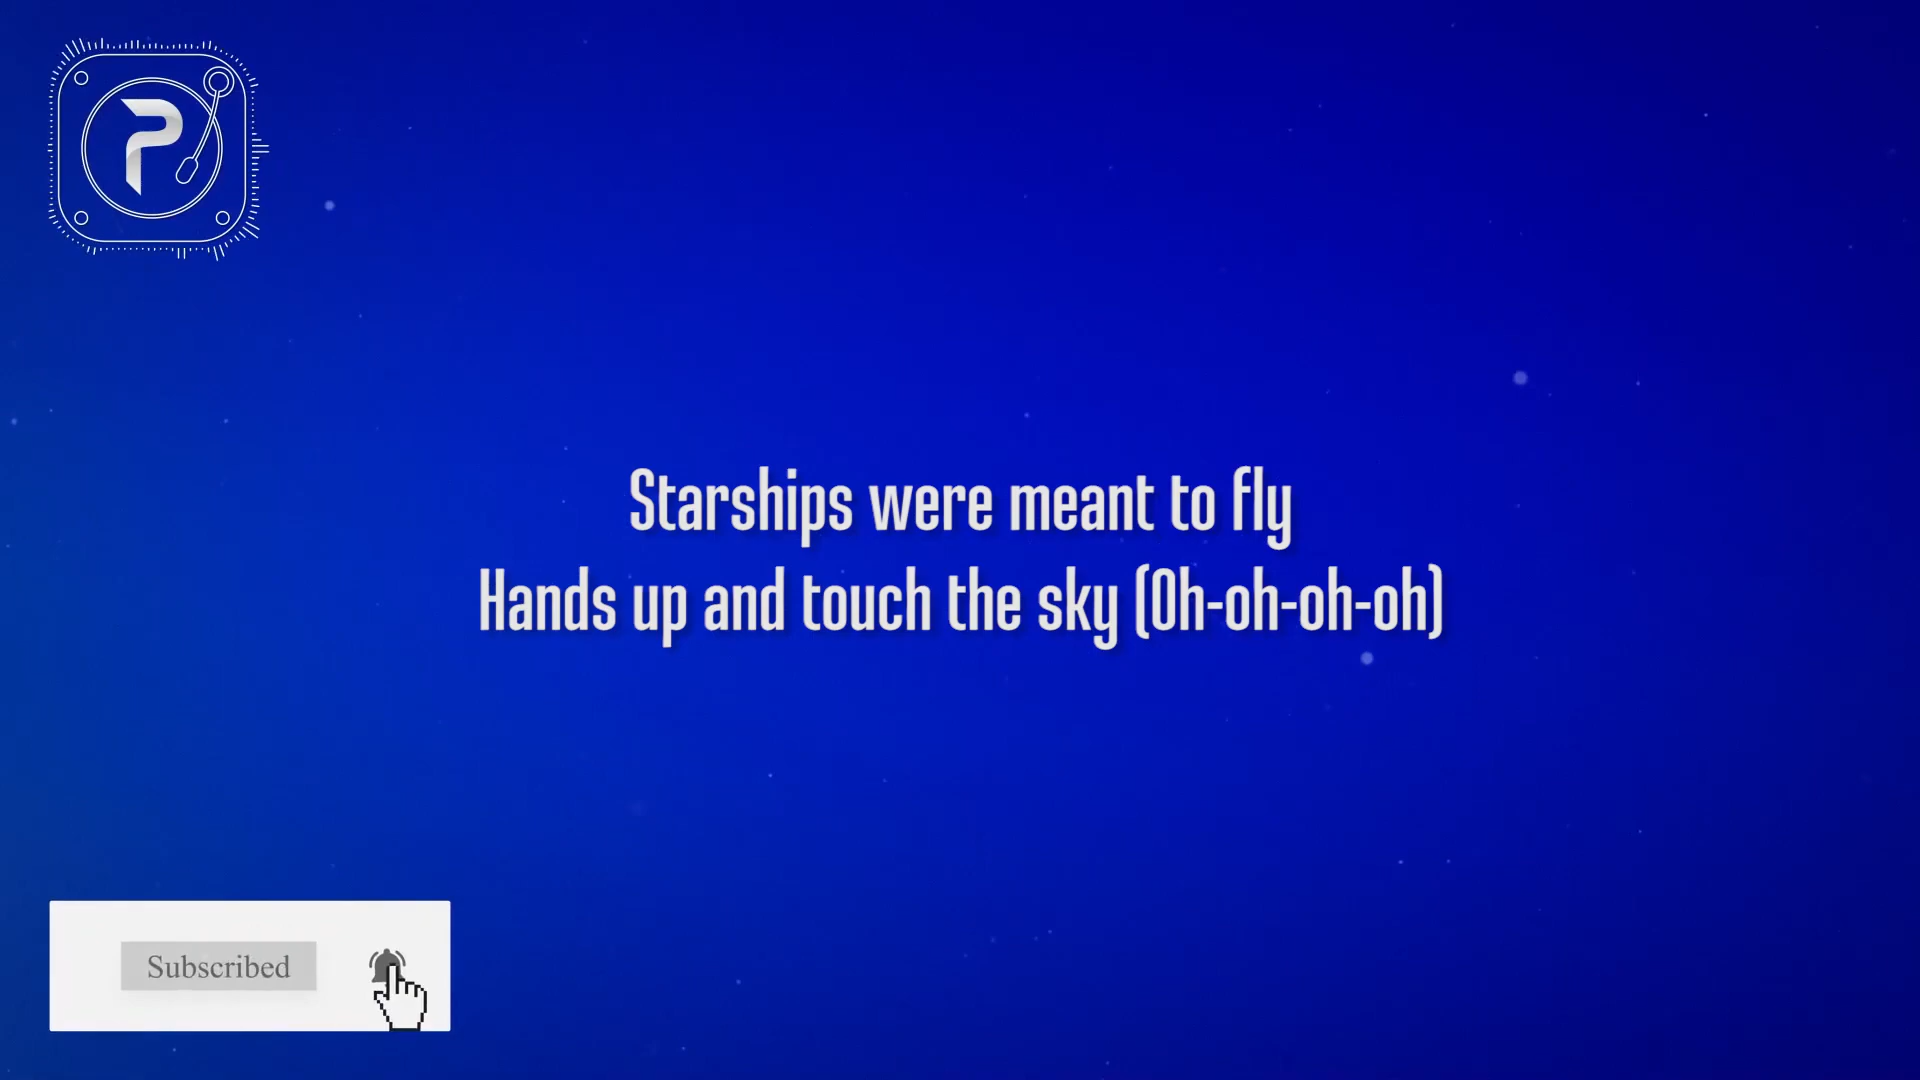 P
Starships were meant to fly
Hands up and touch the sky (Oh-oh-oh-oh)
Subscribed